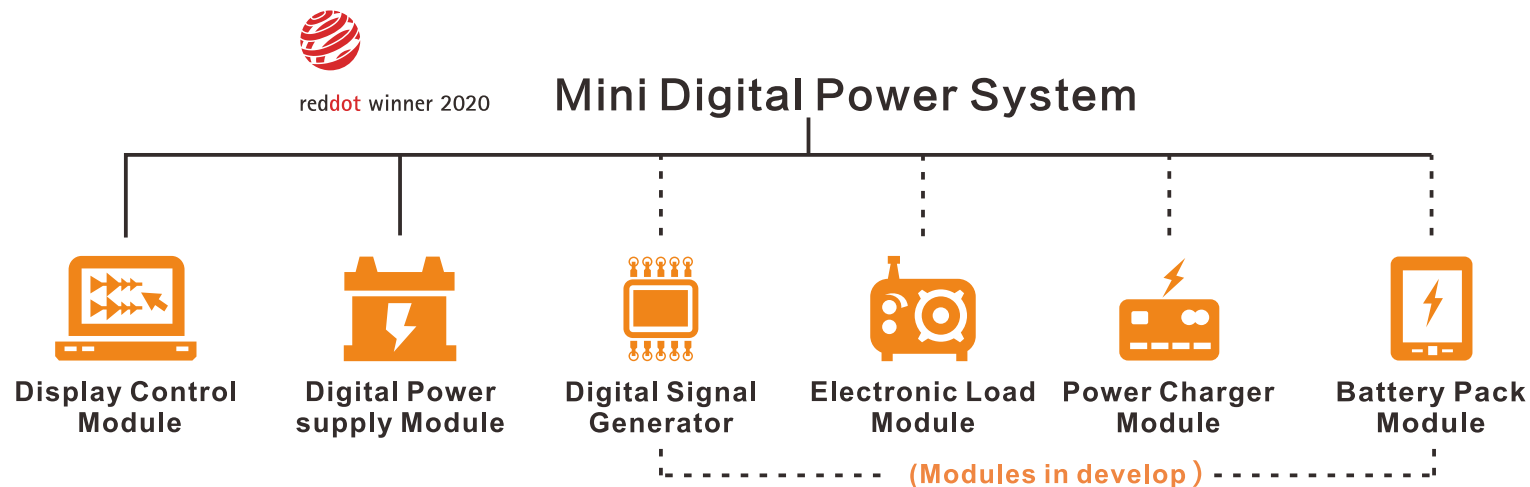 reddot winner 2020
Mini Digital Power System
Display Control
Module
Digital Power
supply Module
Digital Signal
Generator
Electronic Load
Module
Power Charger
Module
Battery Pack
Module
(Modules in develop)